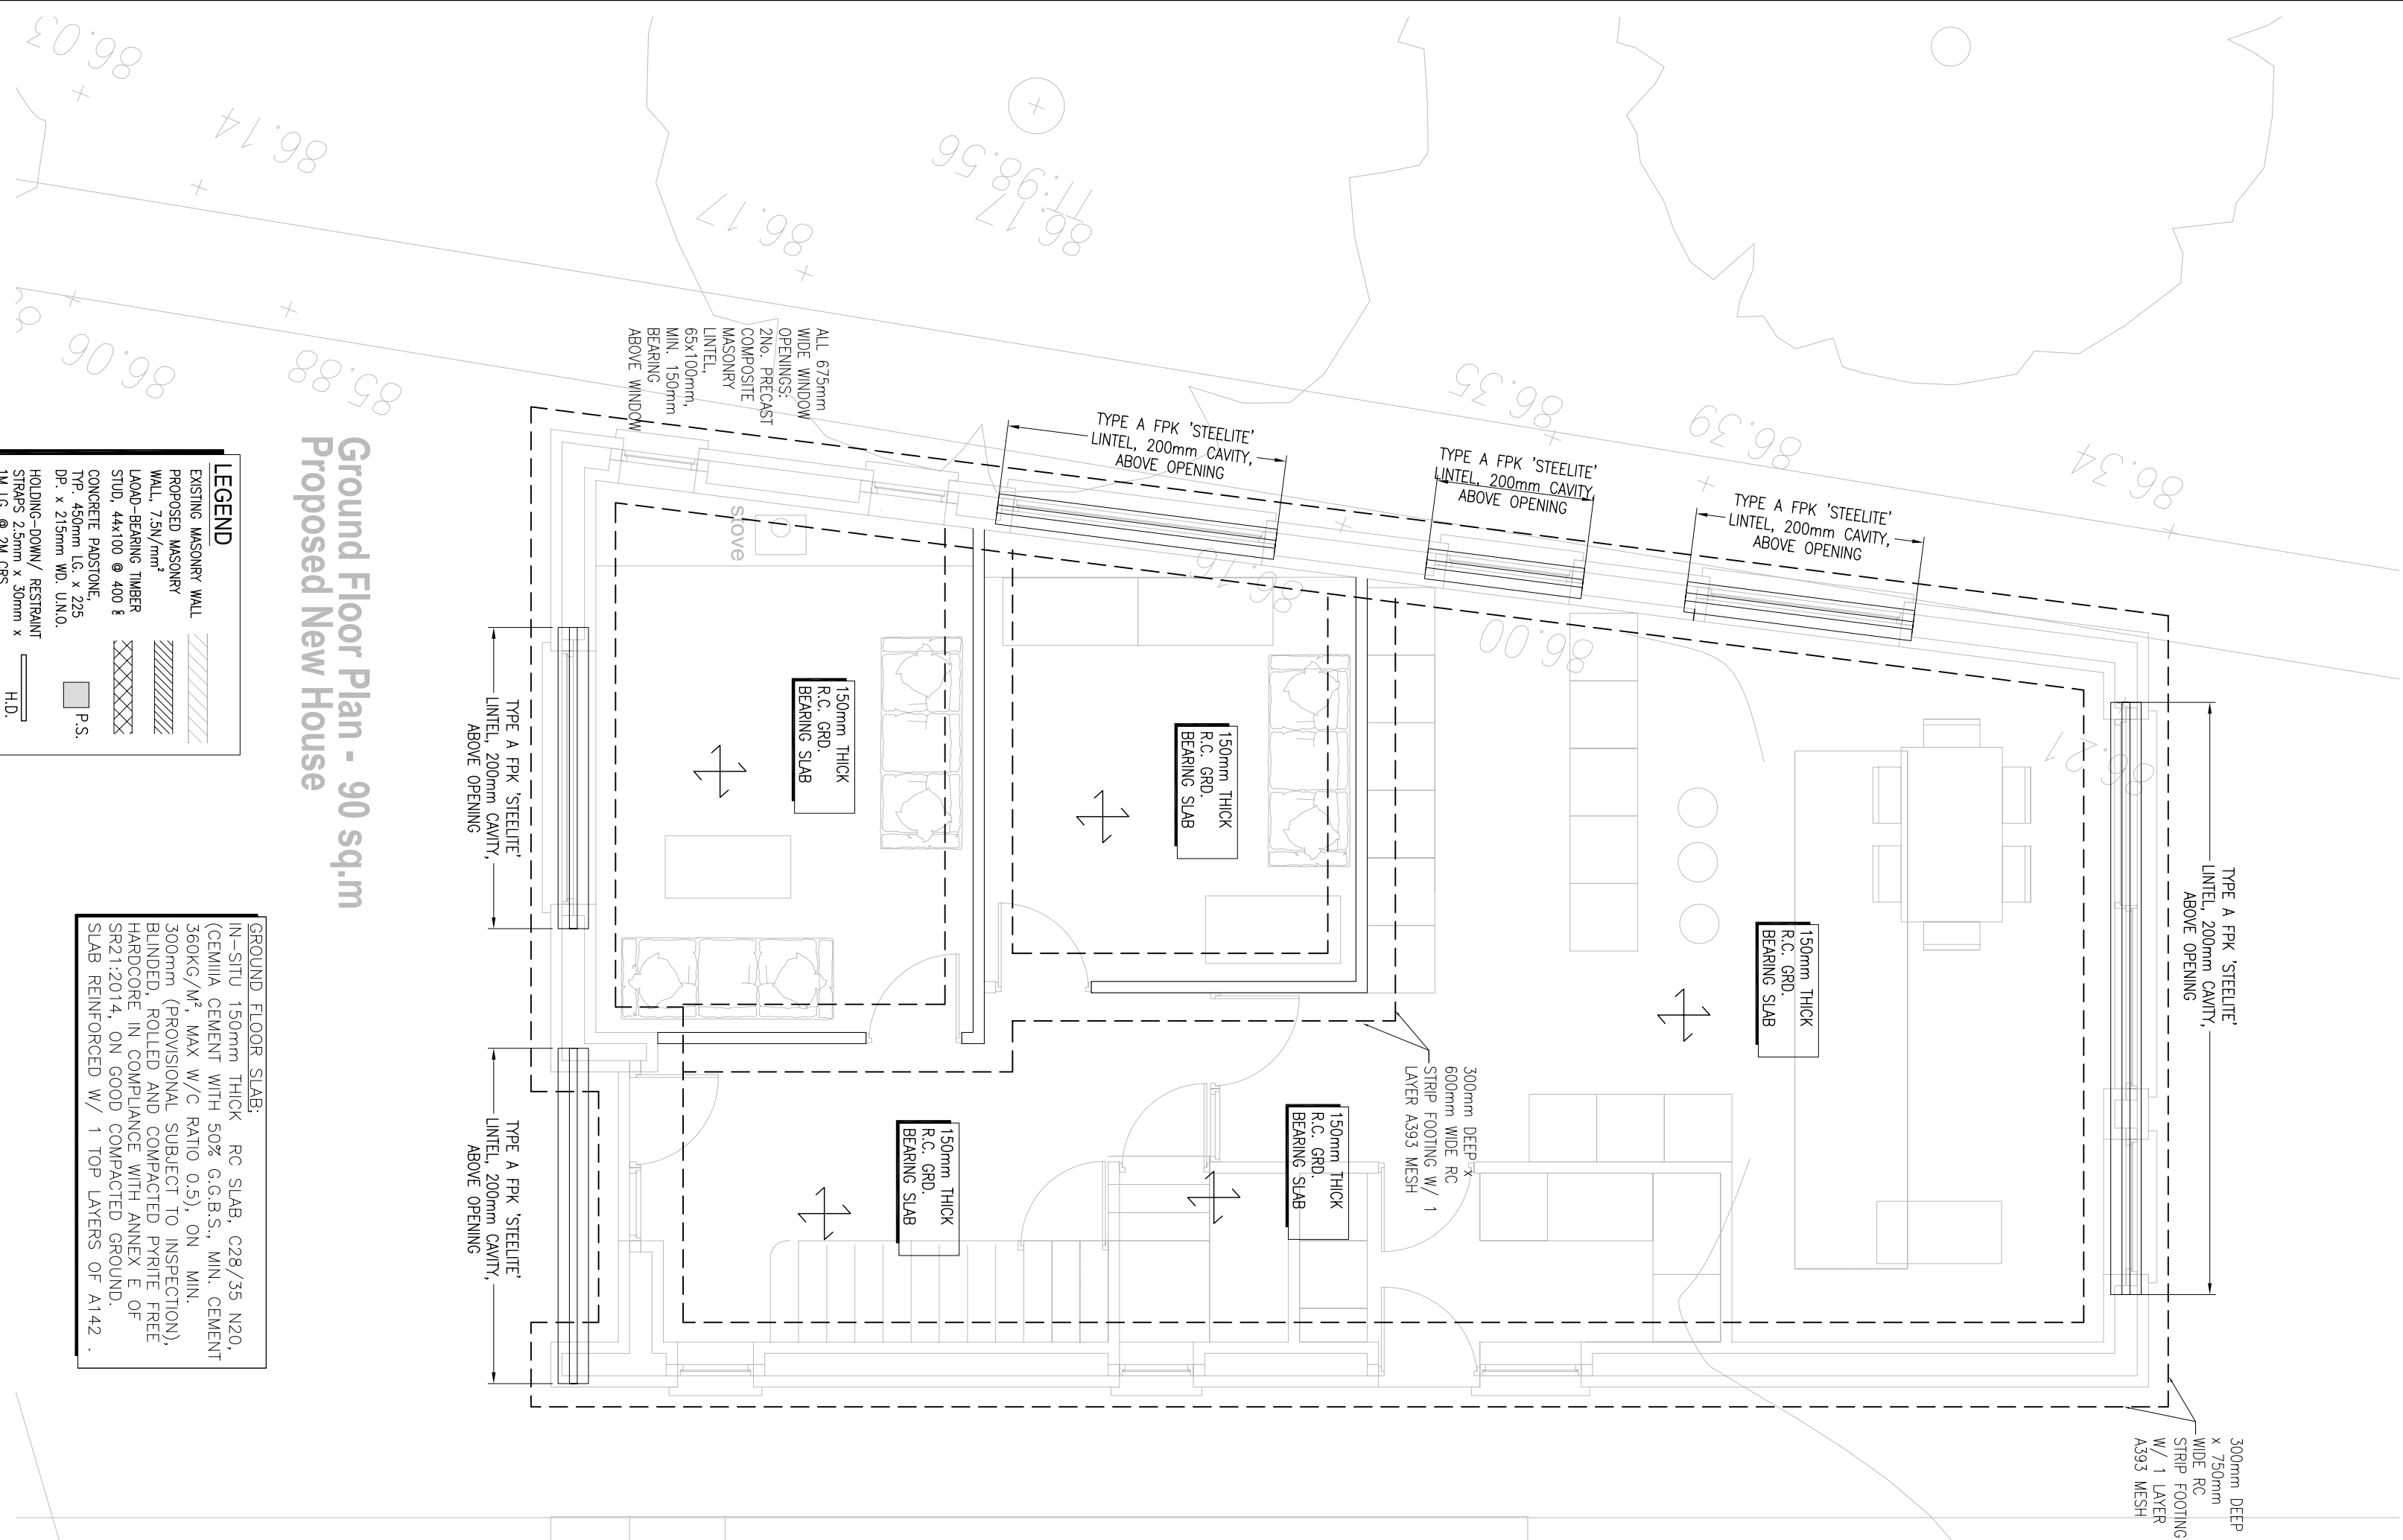 Ground Floor Plan - 90 sq.m
Proposed New House
LEGEND
EXISTING MASONRY WALL
PROPOSED MASONRY
WALL, 7.5N/mm²
LAOAD-BEARING TIMBER
STUD, 44x100 @ 400
CONCRETE PADSTONE,
TYP. 450mm LG. x 225
DP. x 215mm WD. U.N.O.
P.S.
HOLDING-DOWN/ RESTRAINT
STRAPS 2.5mm x 30mm x
1M LG. @ 2M CRS
H.D.
GROUND FLOOR SLAB:
IN-SITU 150mm THICK RC SLAB, C28/35 N20,
(CEMIIIA CEMENT WITH 50% G.G.B.S., MIN. CEMENT
360KG/M², MAX W/C RATIO 0.5), ON MIN.
300mm (PROVISIONAL SUBJECT TO INSPECTION),
BLINDED, ROLLED AND COMPACTED PYRITE FREE
HARDCORE IN COMPLIANCE WITH ANNEX E OF
SR21:2014, ON GOOD COMPACTED GROUND.
SLAB REINFORCED W/ 1 TOP LAYERS OF A142 .
ALL 675mm
WIDE WINDOW
OPENINGS:
2No. PRECAST
COMPOSITE
MASONRY
LINTEL,
65x100mm,
MIN. 150mm
BEARING
ABOVE WINDOW
TYPE A FPK 'STEELITE'
LINTEL, 200mm CAVITY,
ABOVE OPENING
TYPE A FPK 'STEELITE'
LINTEL, 200mm CAVITY,
ABOVE OPENING
TYPE A FPK 'STEELITE'
LINTEL, 200mm CAVITY,
ABOVE OPENING
TYPE A FPK 'STEELITE'
LINTEL, 200mm CAVITY,
ABOVE OPENING
TYPE A FPK 'STEELITE'
LINTEL, 200mm CAVITY,
ABOVE OPENING
TYPE A FPK 'STEELITE'
LINTEL, 200mm CAVITY,
ABOVE OPENING
stove
150mm THICK
R.C. GRD.
BEARING SLAB
150mm THICK
R.C. GRD.
BEARING SLAB
150mm THICK
R.C. GRD.
BEARING SLAB
150mm THICK
R.C. GRD.
BEARING SLAB
150mm THICK
R.C. GRD.
BEARING SLAB
300mm DEEP x
600mm WIDE RC
STRIP FOOTING W/ 1
LAYER A393 MESH
300mm DEEP
x 750mm
WIDE RC
STRIP FOOTING
W/ 1 LAYER
A393 MESH
86.03
86.14
86.17
86.17
T:98.56
86.35
86.39
86.34
86.06
85.88
86.16
86.00
86.21